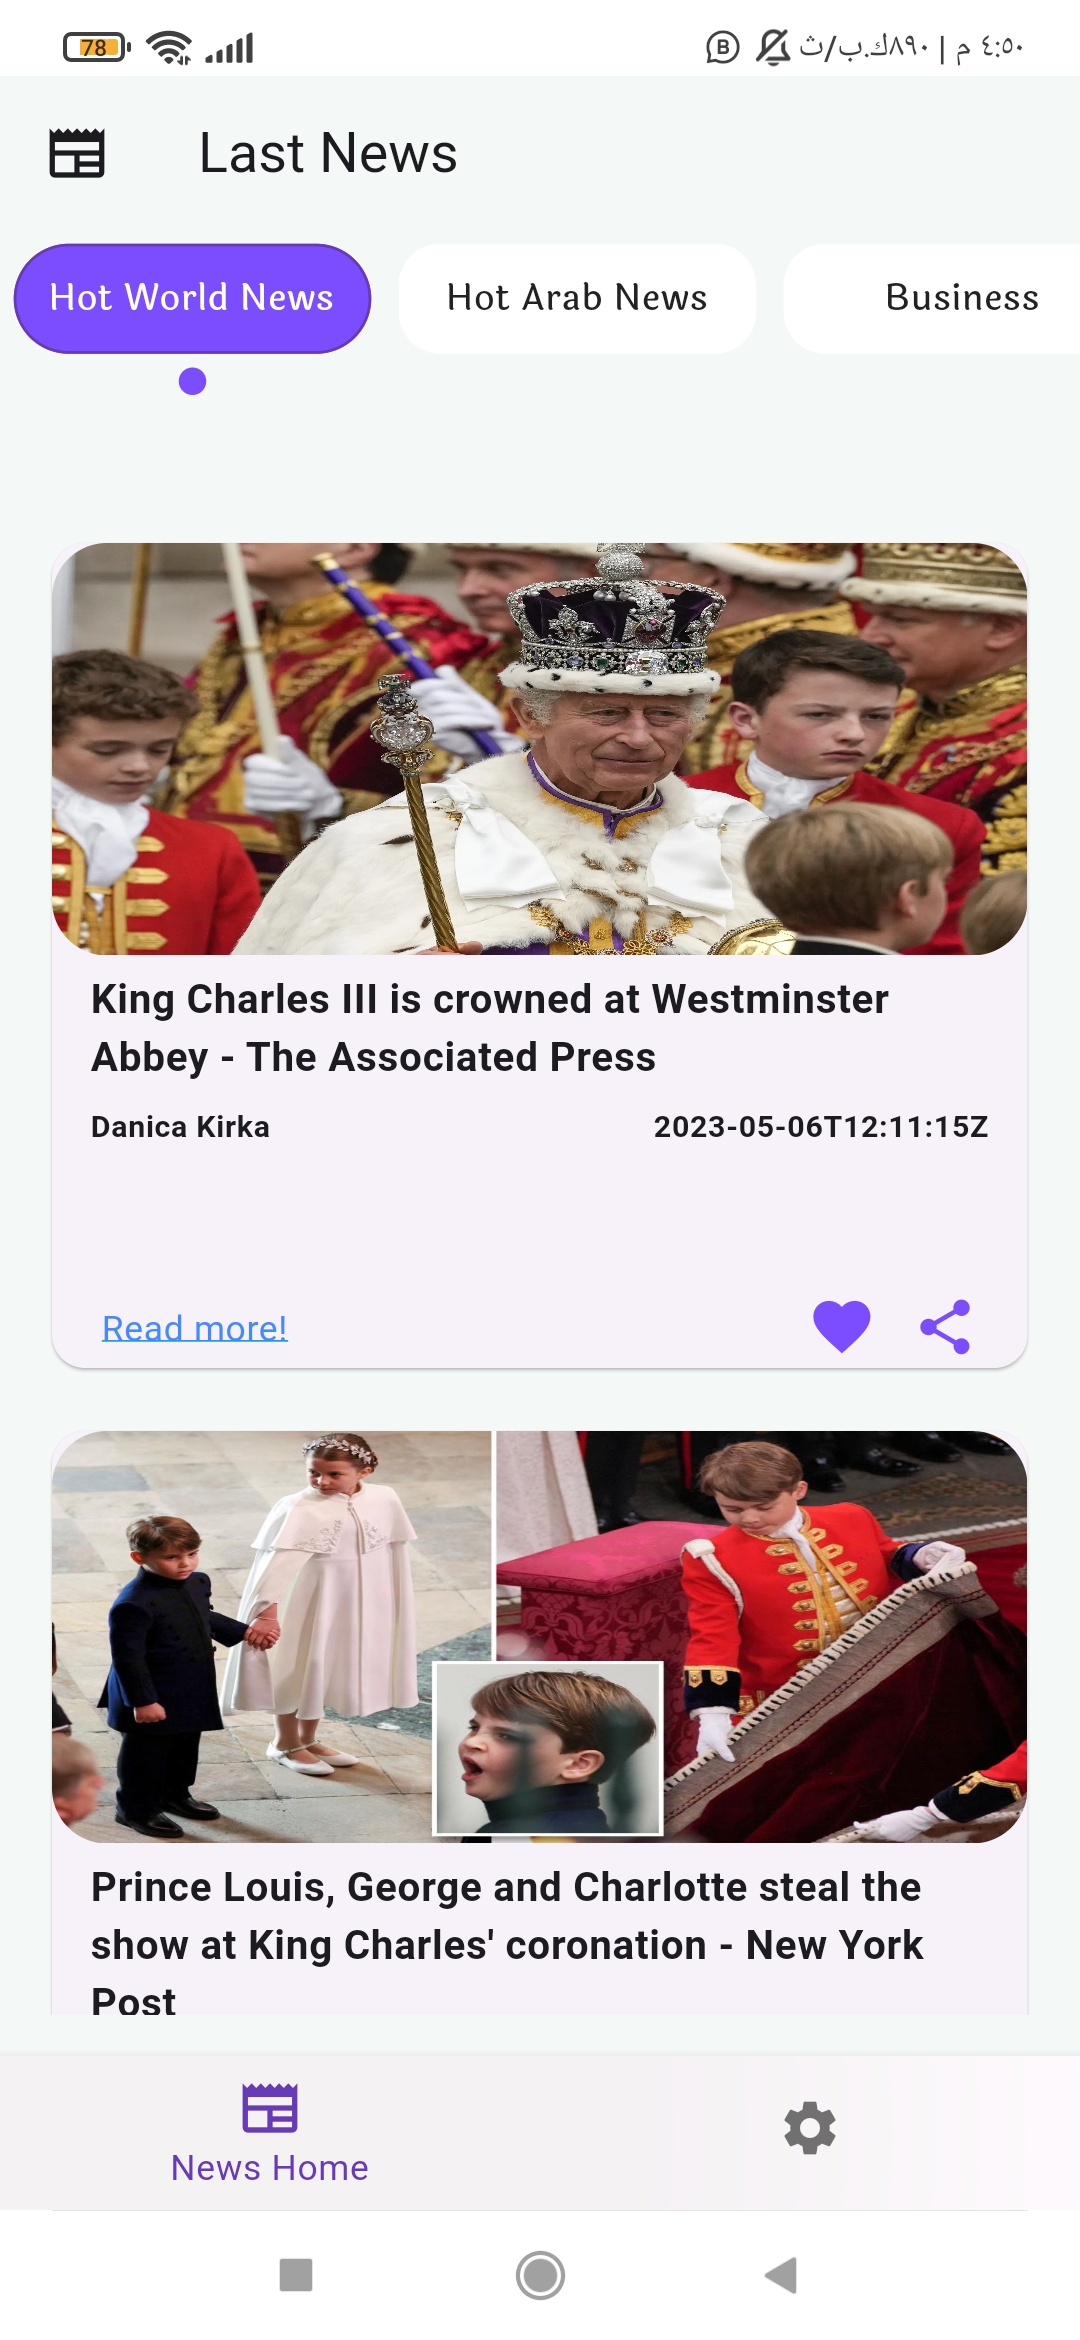 78
٤:٥٠ م | ٨٩٠ك.ب/ث
B
Last News
Hot World News
Hot Arab News
Business
King Charles III is crowned at Westminster
Abbey - The Associated Press
Danica Kirka
2023-05-06T12:11:15Z
Read more!
Prince Louis, George and Charlotte steal the
show at King Charles' coronation - New York
Post
News Home